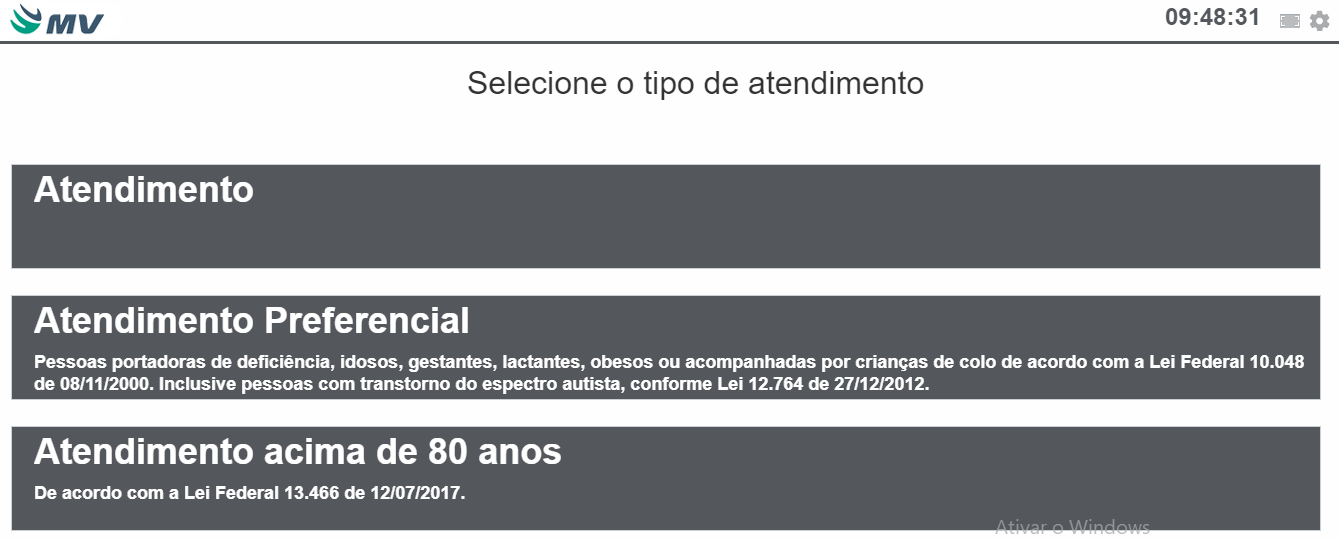 MV
09:48:31
Selecione o tipo de atendimento
Atendimento
Atendimento Preferencial
Pessoas portadoras de deficiência, idosos, gestantes, lactantes, obesos ou acompanhadas por crianças de colo de acordo com a Lei Federal 10.048
de 08/11/2000. Inclusive pessoas com transtorno do espectro autista, conforme Lei 12.764 de 27/12/2012.
Atendimento acima de 80 anos
De acordo com a Lei Federal 13.466 de 12/07/2017.
Ativar o Windows